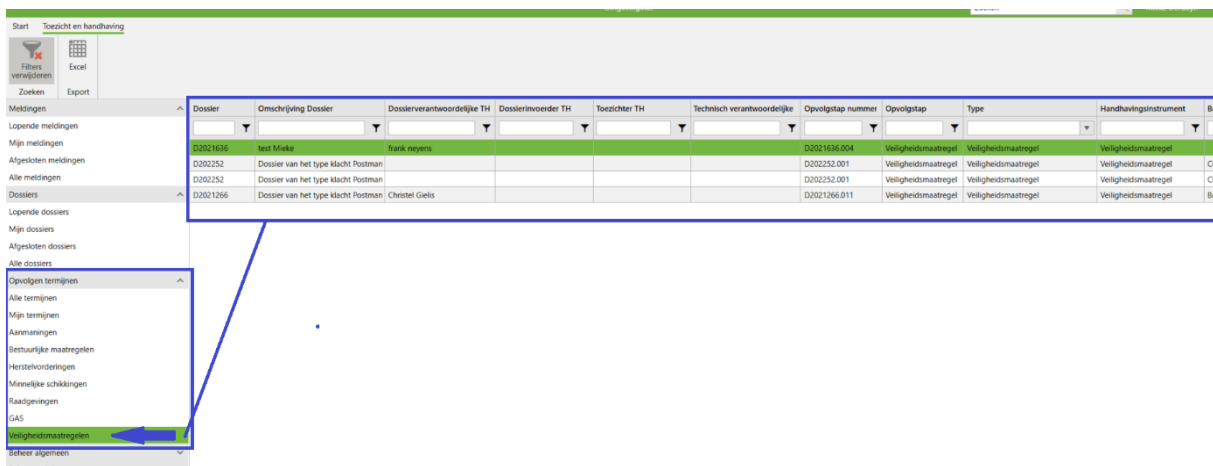 Start Toezicht en handhaving
Filters verwijderen
Excel
Zoeken Export
Meldingen
Lopende meldingen
Mijn meldingen
Afgesloten meldingen
Alle meldingen
Dossiers
Lopende dossiers
Mijn dossiers
Afgesloten dossiers
Alle dossiers
Opvolgen termijnen
Alle termijnen
Mijn termijnen
Aanmaningen
Bestuurlijke maatregelen
Herstelvorderingen
Minnelijke schikkingen
Raadgevingen
GAS
Veiligheidsmaatregelen
Beheer algemeen
Dossier Omschrijving Dossier Dossierverantwoordelijke TH Dossierinvoerder TH Toezichter TH Technisch verantwoordelijke Opvolgstap nummer Opvolgstap Type Handhavingsinstrument
D2021636 test Mieke frank neyens D2021636.004 Veiligheidsmaatregel Veiligheidsmaatregel Veiligheidsmaatregel
D202252 Dossier van het type klacht Postman D202252.001 Veiligheidsmaatregel Veiligheidsmaatregel Veiligheidsmaatregel
D202252 Dossier van het type klacht Postman D202252.001 Veiligheidsmaatregel Veiligheidsmaatregel Veiligheidsmaatregel
D2021266 Dossier van het type klacht Postman Christel Gielis D2021266.011 Veiligheidsmaatregel Veiligheidsmaatregel Veiligheidsmaatregel